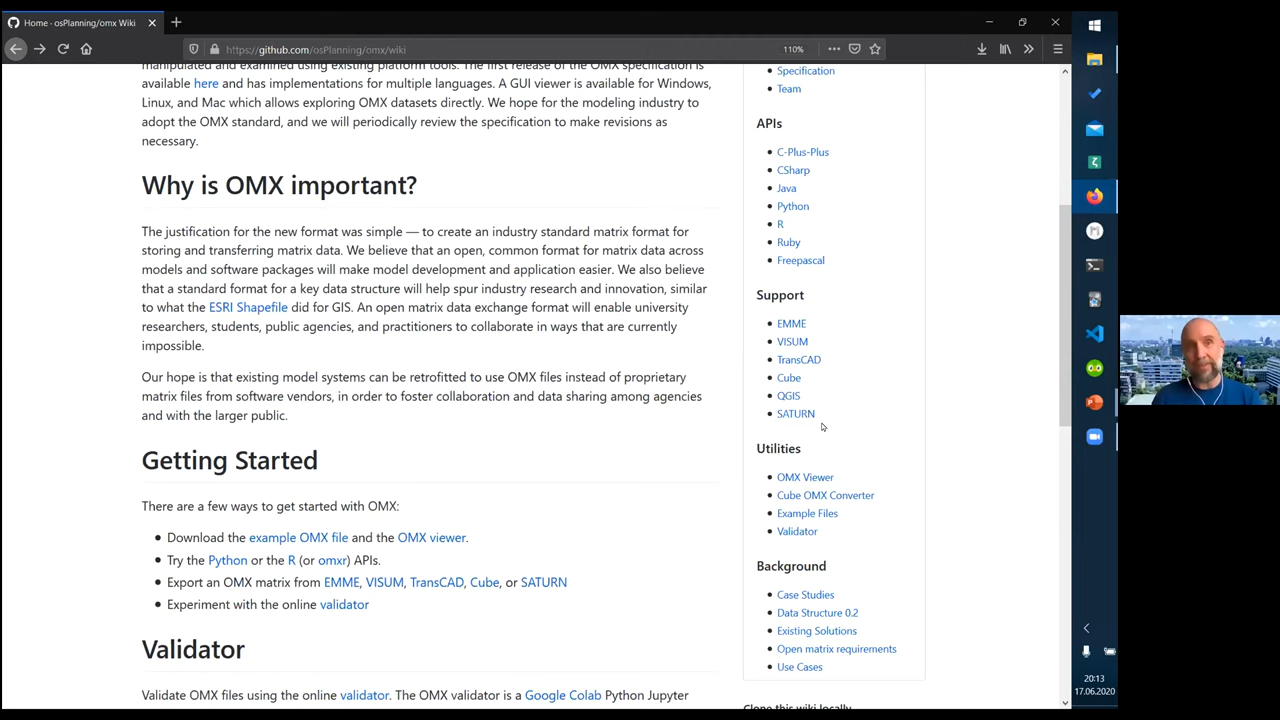 Home - osPlanning/omx Wiki
https://github.com/osPlanning/omx/wiki
110%
manipulated and examined using existing platform tools. The first release of the OMX specification is
available here and has implementations for multiple languages. A GUI viewer is available for Windows,
Linux, and Mac which allows exploring OMX datasets directly. We hope for the modeling industry to
adopt the OMX standard, and we will periodically review the specification to make revisions as
necessary.
Why is OMX important?
The justification for the new format was simple — to create an industry standard matrix format for
storing and transferring matrix data. We believe that an open, common format for matrix data across
models and software packages will make model development and application easier. We also believe
that a standard format for a key data structure will help spur industry research and innovation, similar
to what the ESRI Shapefile did for GIS. An open matrix data exchange format will enable university
researchers, students, public agencies, and practitioners to collaborate in ways that are currently
impossible.
Our hope is that existing model systems can be retrofitted to use OMX files instead of proprietary
matrix files from software vendors, in order to foster collaboration and data sharing among agencies
and with the larger public.
Getting Started
There are a few ways to get started with OMX:
Download the example OMX file and the OMX viewer.
Try the Python or the R (or omxr) APIs.
Export an OMX matrix from EMME, VISUM, TransCAD, Cube, or SATURN
Experiment with the online validator
Validator
Validate OMX files using the online validator. The OMX validator is a Google Colab Python Jupyter
Specification
Team
APIs
C-Plus-Plus
CSharp
Java
Python
R
Ruby
Freepascal
Support
EMME
VISUM
TransCAD
Cube
QGIS
SATURN
Utilities
OMX Viewer
Cube OMX Converter
Example Files
Validator
Background
Case Studies
Data Structure 0.2
Existing Solutions
Open matrix requirements
Use Cases
Clone this wiki locally
20:13
17.06.2020